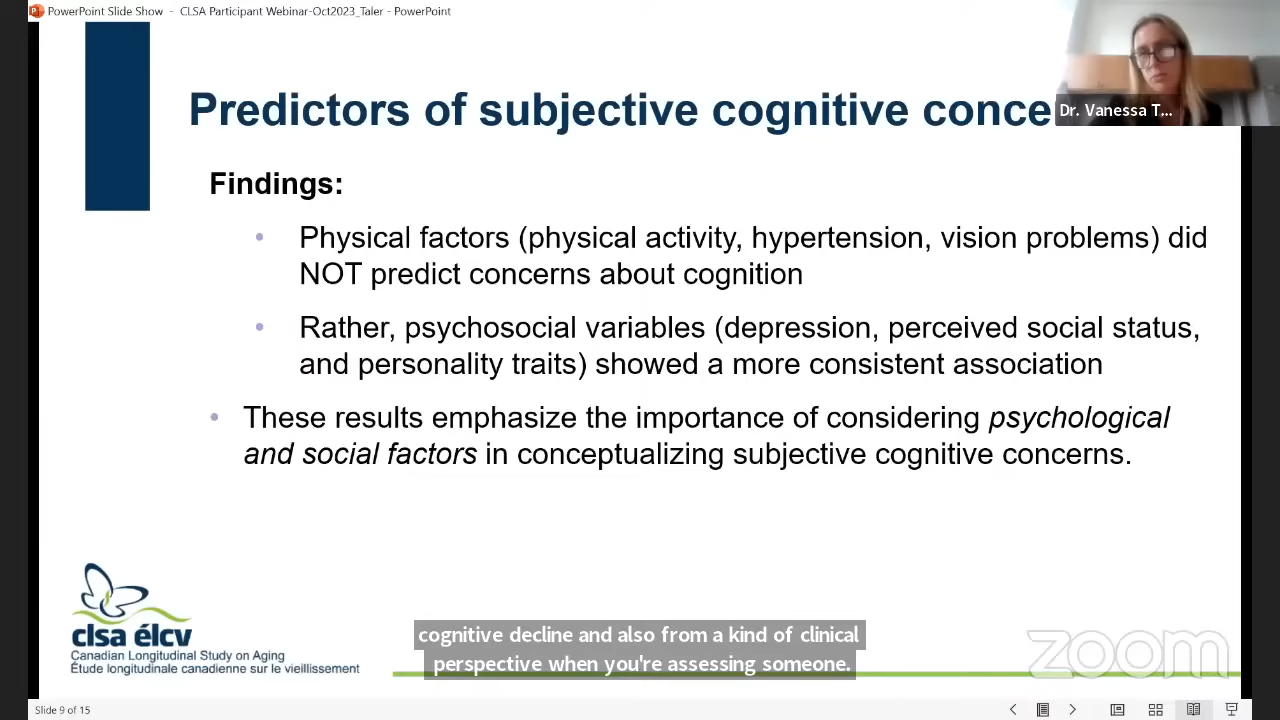 PowerPoint Slide Show - CLSA Participant Webinar-Oct2023_Taler - PowerPoint
Predictors of subjective cognitive conce
Dr. Vanessa T...
Findings:
• Physical factors (physical activity, hypertension, vision problems) did
NOT predict concerns about cognition
• Rather, psychosocial variables (depression, perceived social status,
and personality traits) showed a more consistent association
• These results emphasize the importance of considering psychological
and social factors in conceptualizing subjective cognitive concerns.
clsa élcv
Canadian Longitudinal Study on Aging
Étude longitudinale canadienne sur le vieillissement
cognitive decline and also from a kind of clinical
perspective when you're assessing someone.
zoom
Slide 9 of 15